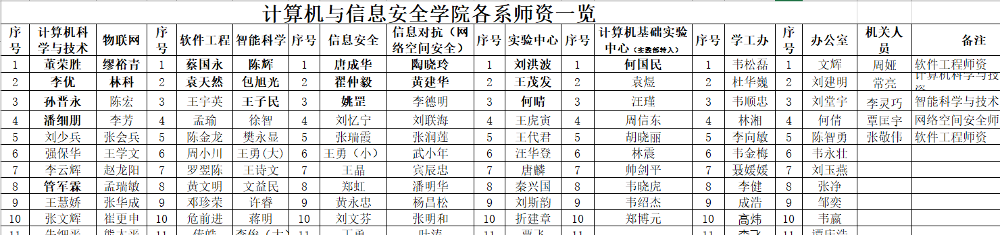 计算机与信息安全学院各系师资一览
序号 计算机科学与技术 物联网 序号 软件工程 智能科学 序号 信息安全 信息对抗（网络空间安全） 序号 实验中心 序号 计算机基础实验中心（实践部转入） 序号 学工办 序号 办公室 机关人员 备注
1 董荣胜 缪裕青 1 蔡国永 陈辉 1 唐成华 陶晓玲 1 刘洪波 1 何国民 1 韦松磊 1 文辉 周娅 软件工程师资
2 李优 林科 2 袁天然 包旭光 2 翟仲毅 黄建华 2 王茂发 2 袁煜 2 杜华巍 2 刘建明 常亮 计算机科学与技
3 孙晋永 陈宏 3 王宇英 王子民 3 姚罡 李德明 3 何晴 3 汪瑾 3 韦顺忠 3 刘堂宇 李灵巧 智能科学与技术
4 潘细朋 李芳 4 孟瑜 徐智 4 刘忆宁 刘联海 4 王虎寅 4 周信东 4 林湘 4 何倩 覃匡宇 网络空间安全师
5 刘少兵 张会兵 5 陈金龙 樊永显 5 张瑞霞 张润莲 5 王代君 5 胡晓丽 5 李向敏 5 陈智勇 张敬伟 软件工程师资
6 强保华 王学文 6 周小川 王勇(大) 6 王勇（小） 武小年 6 汪华登 6 林震 6 韦金梅 6 韦永壮
7 李云辉 赵龙阳 7 罗翌陈 王诗文 7 王晶 宾辰忠 7 唐麟 7 帅剑平 7 聂媛媛 7 刘玉燕
8 管军霖 孟瑞敏 8 黄文明 文益民 8 郑虹 潘明华 8 秦兴国 8 韦晓虎 8 李健 8 张净
9 王慧娇 张华成 9 邓珍荣 许睿 9 黄永忠 杨昌松 9 刘斯韵 9 韦绍杰 9 成浩 9 邹奕
10 张文辉 崔更申 10 危前进 蒋明 10 刘文芬 张明和 10 折建章 10 郑博元 10 高炜 10 韦嬴